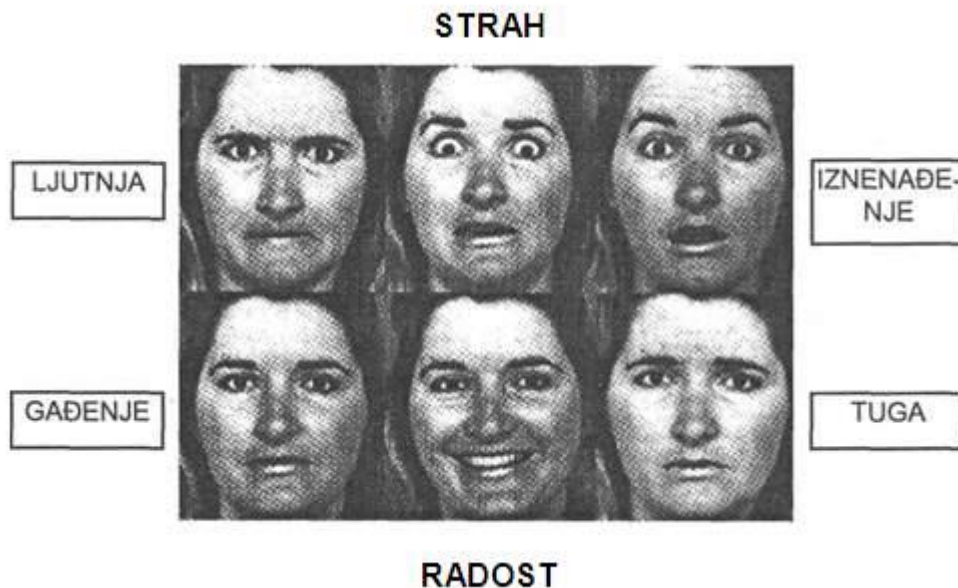 STRAH
LJUTNJA
IZNENAĐE-
NJE
GAĐENJE
TUGA
RADOST